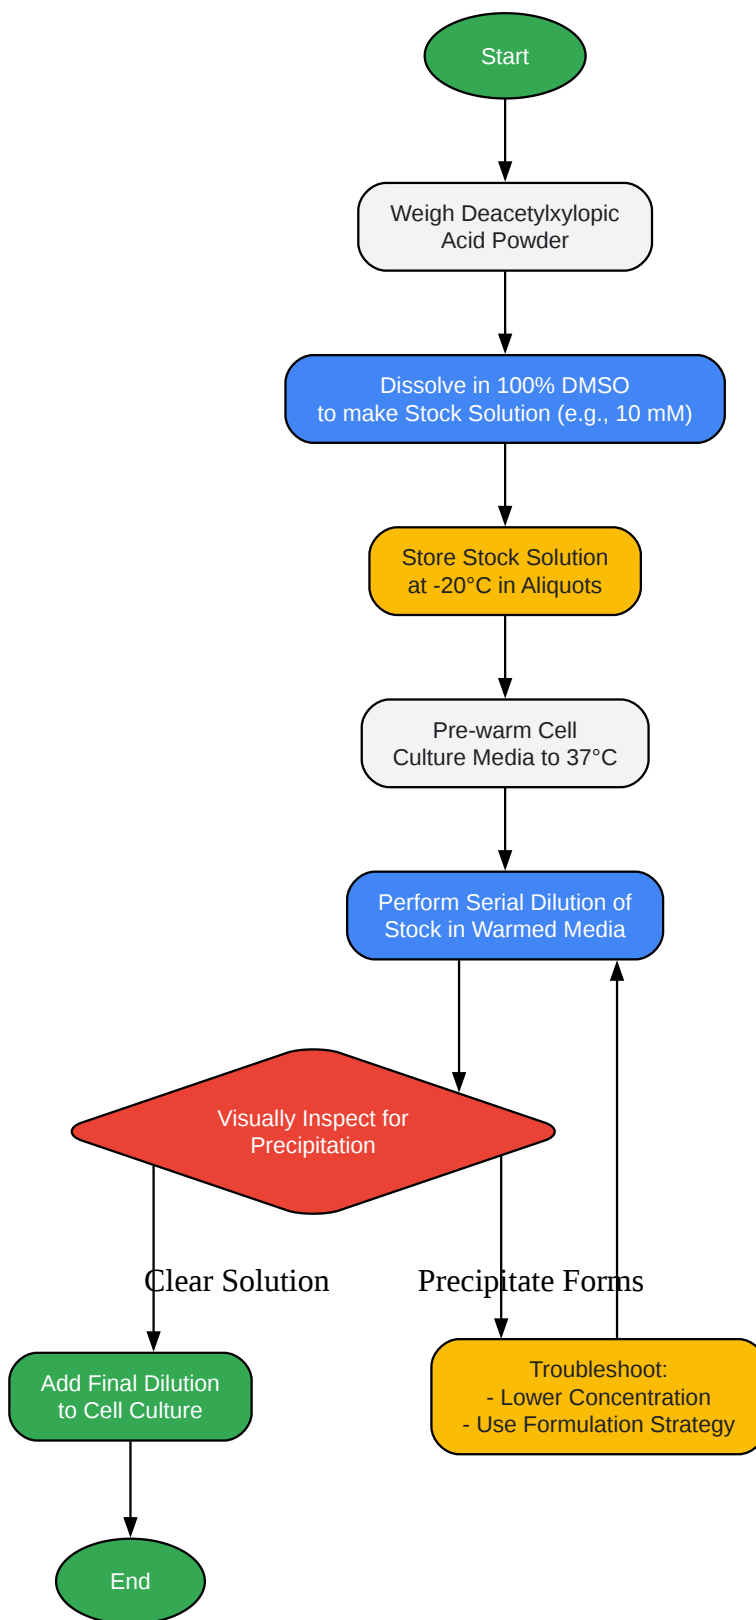 Start
Weigh Deacetylxylopic
Acid Powder
Dissolve in 100% DMSO
to make Stock Solution (e.g., 10 mM)
Store Stock Solution
at -20°C in Aliquots
Pre-warm Cell
Culture Media to 37°C
Perform Serial Dilution of
Stock in Warmed Media
Visually Inspect for
Precipitation
Clear Solution
Precipitate Forms
Add Final Dilution
to Cell Culture
Troubleshoot:
- Lower Concentration
- Use Formulation Strategy
End